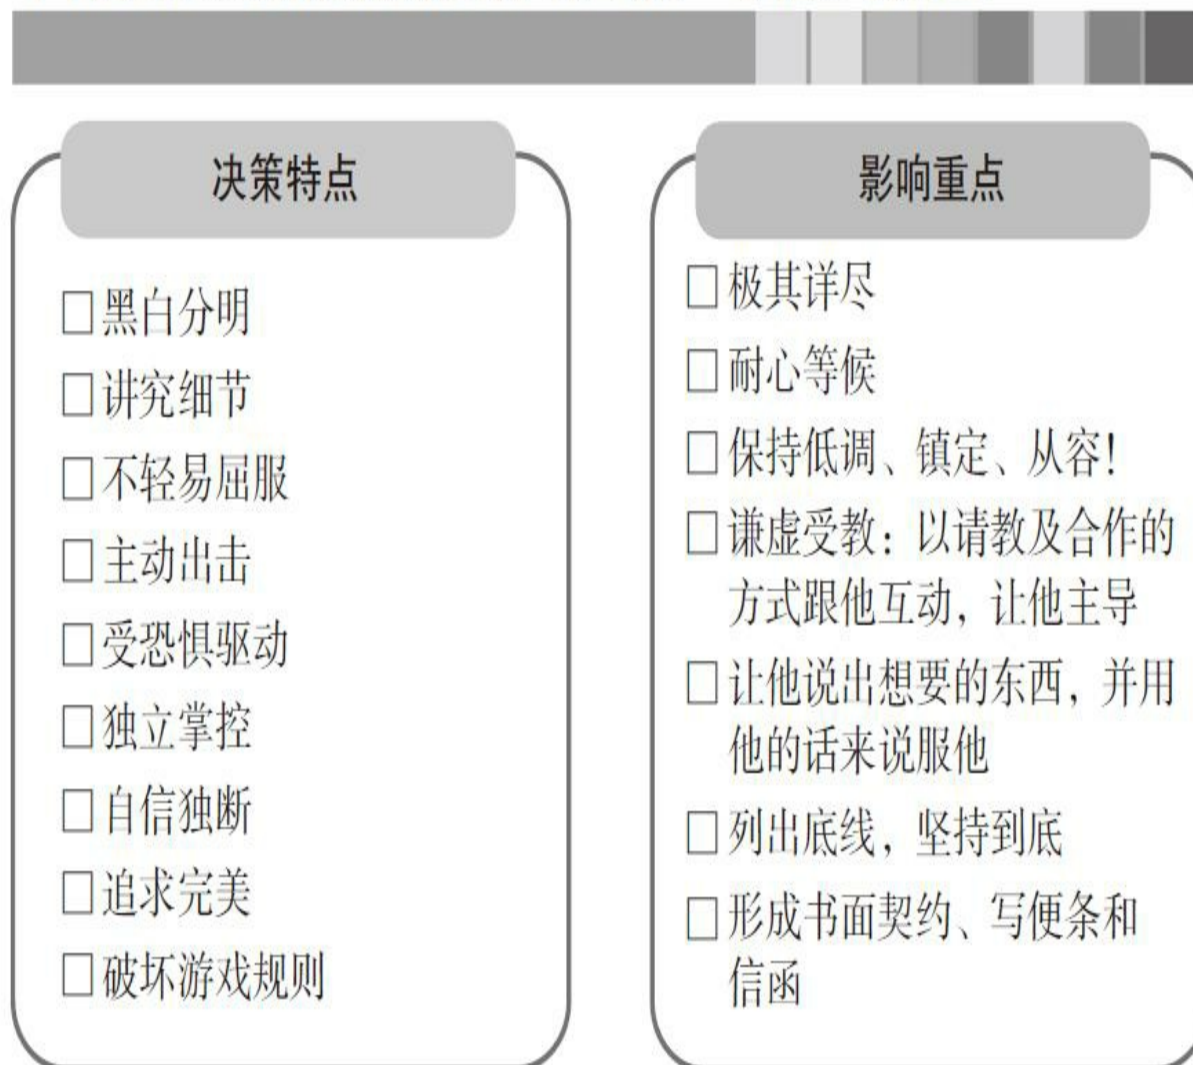 决策特点
□黑白分明
□讲究细节
□不轻易屈服
□主动出击
□受恐惧驱动
□独立掌控
□自信独断
□追求完美
□破坏游戏规则
影响重点
□极其详尽
□耐心等候
□保持低调、镇定、从容!
□谦虚受教：以请教及合作的
方式跟他互动，让他主导
□让他说出想要的东西，并用
他的话来说服他
□列出底线，坚持到底
□形成书面契约、写便条和
信函